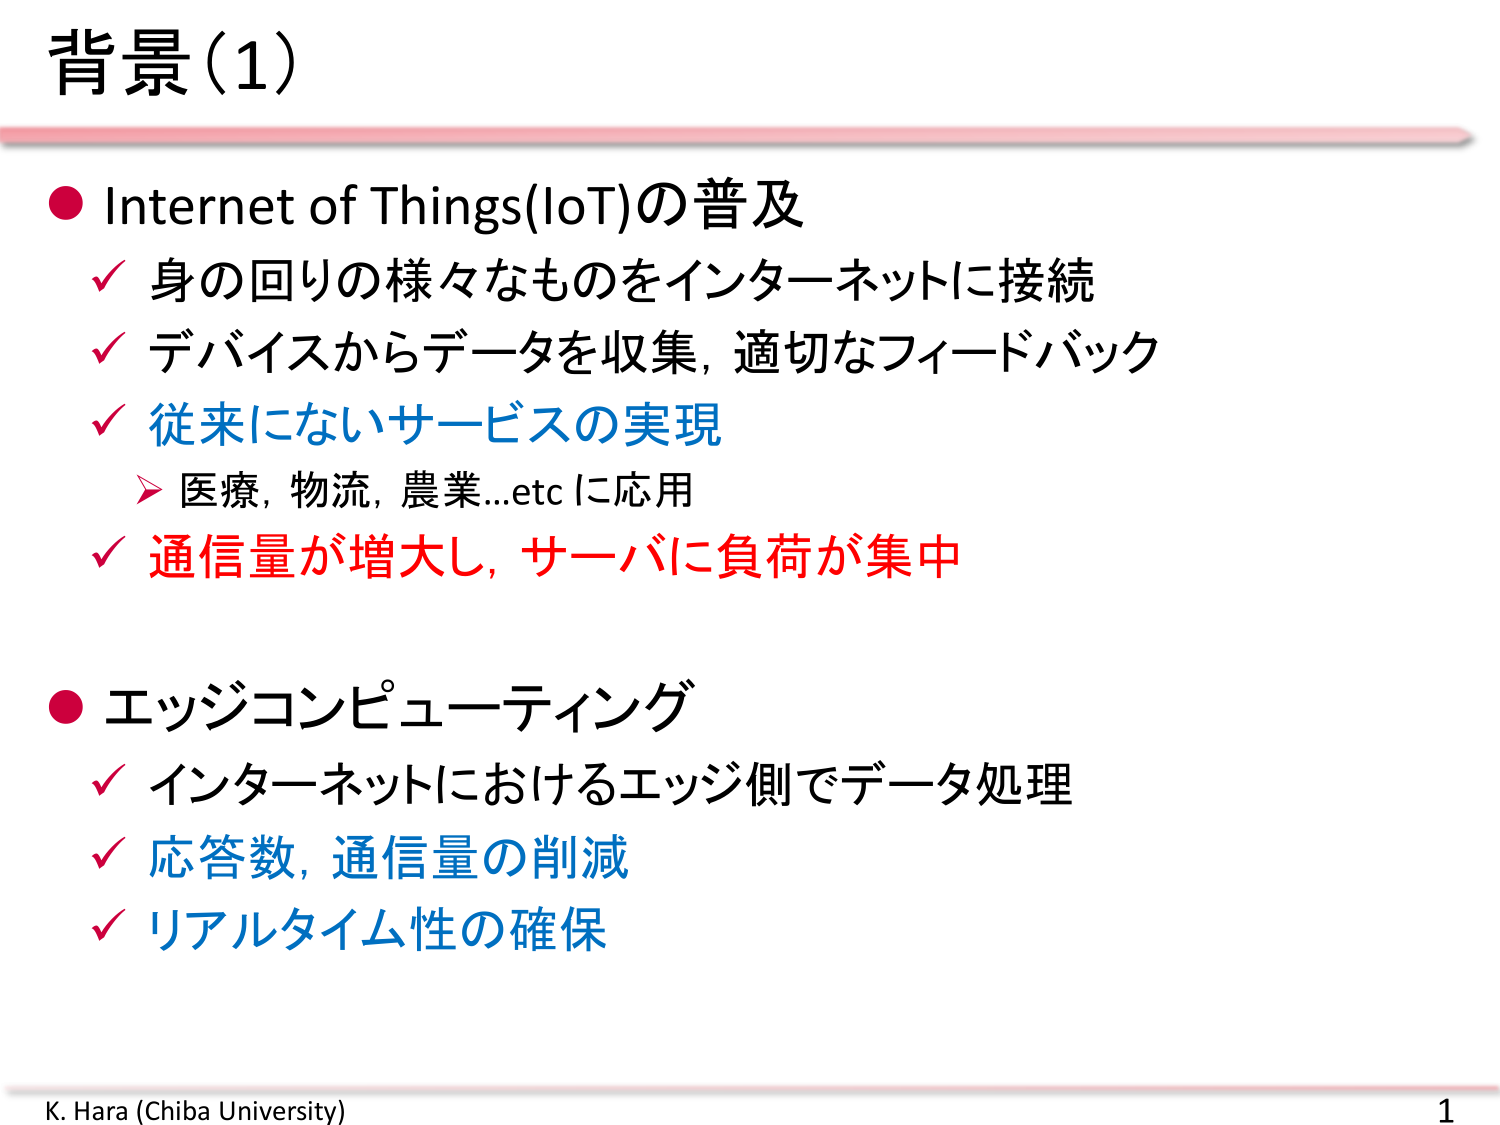 背景(1)
● Internet of Things(IoT)の普及
✓ 身の回りの様々なものをインターネットに接続
✓ デバイスからデータを収集, 適切なフィードバック
✓ 従来にないサービスの実現
➢ 医療, 物流, 農業...etc に応用
✓ 通信量が増大し, サーバに負荷が集中
● エッジコンピューティング
✓ インターネットにおけるエッジ側でデータ処理
✓ 応答数, 通信量の削減
✓ リアルタイム性の確保
K. Hara (Chiba University)
1